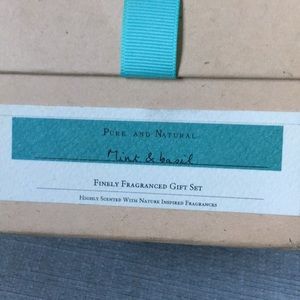 Pure and Natural
Mint & basil
Finely Fragranced Gift Set
Highly Scented With Nature Inspired Fragrances